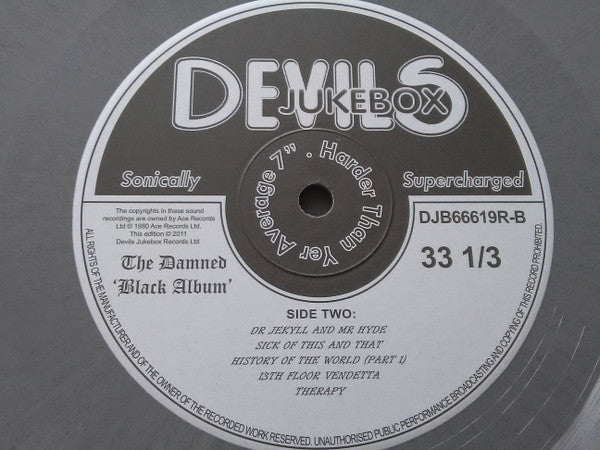 DEVILS
JUKEBOX
Harder Than Yer Average 7" .
Sonically
Supercharged
The copyrights in these sound
recordings are owned by Ace Records
Ltd © 1980 Ace Records Ltd.
This edition © 2011
Devils Jukebox Records Ltd
DJB66619R-B
33 1/3
The Damned
'Black Album'
SIDE TWO:
DR JEKYLL AND MR HYDE
SICK OF THIS AND THAT
HISTORY OF THE WORLD (PART 1)
13TH FLOOR VENDETTA
THERAPY
ALL RIGHTS OF THE MANUFACTURER AND OF THE OWNER OF THE RECORDED WORK RESERVED. UNAUTHORISED PUBLIC PERFORMANCE BROADCASTING AND COPYING OF THIS RECORD PROHIBITED.